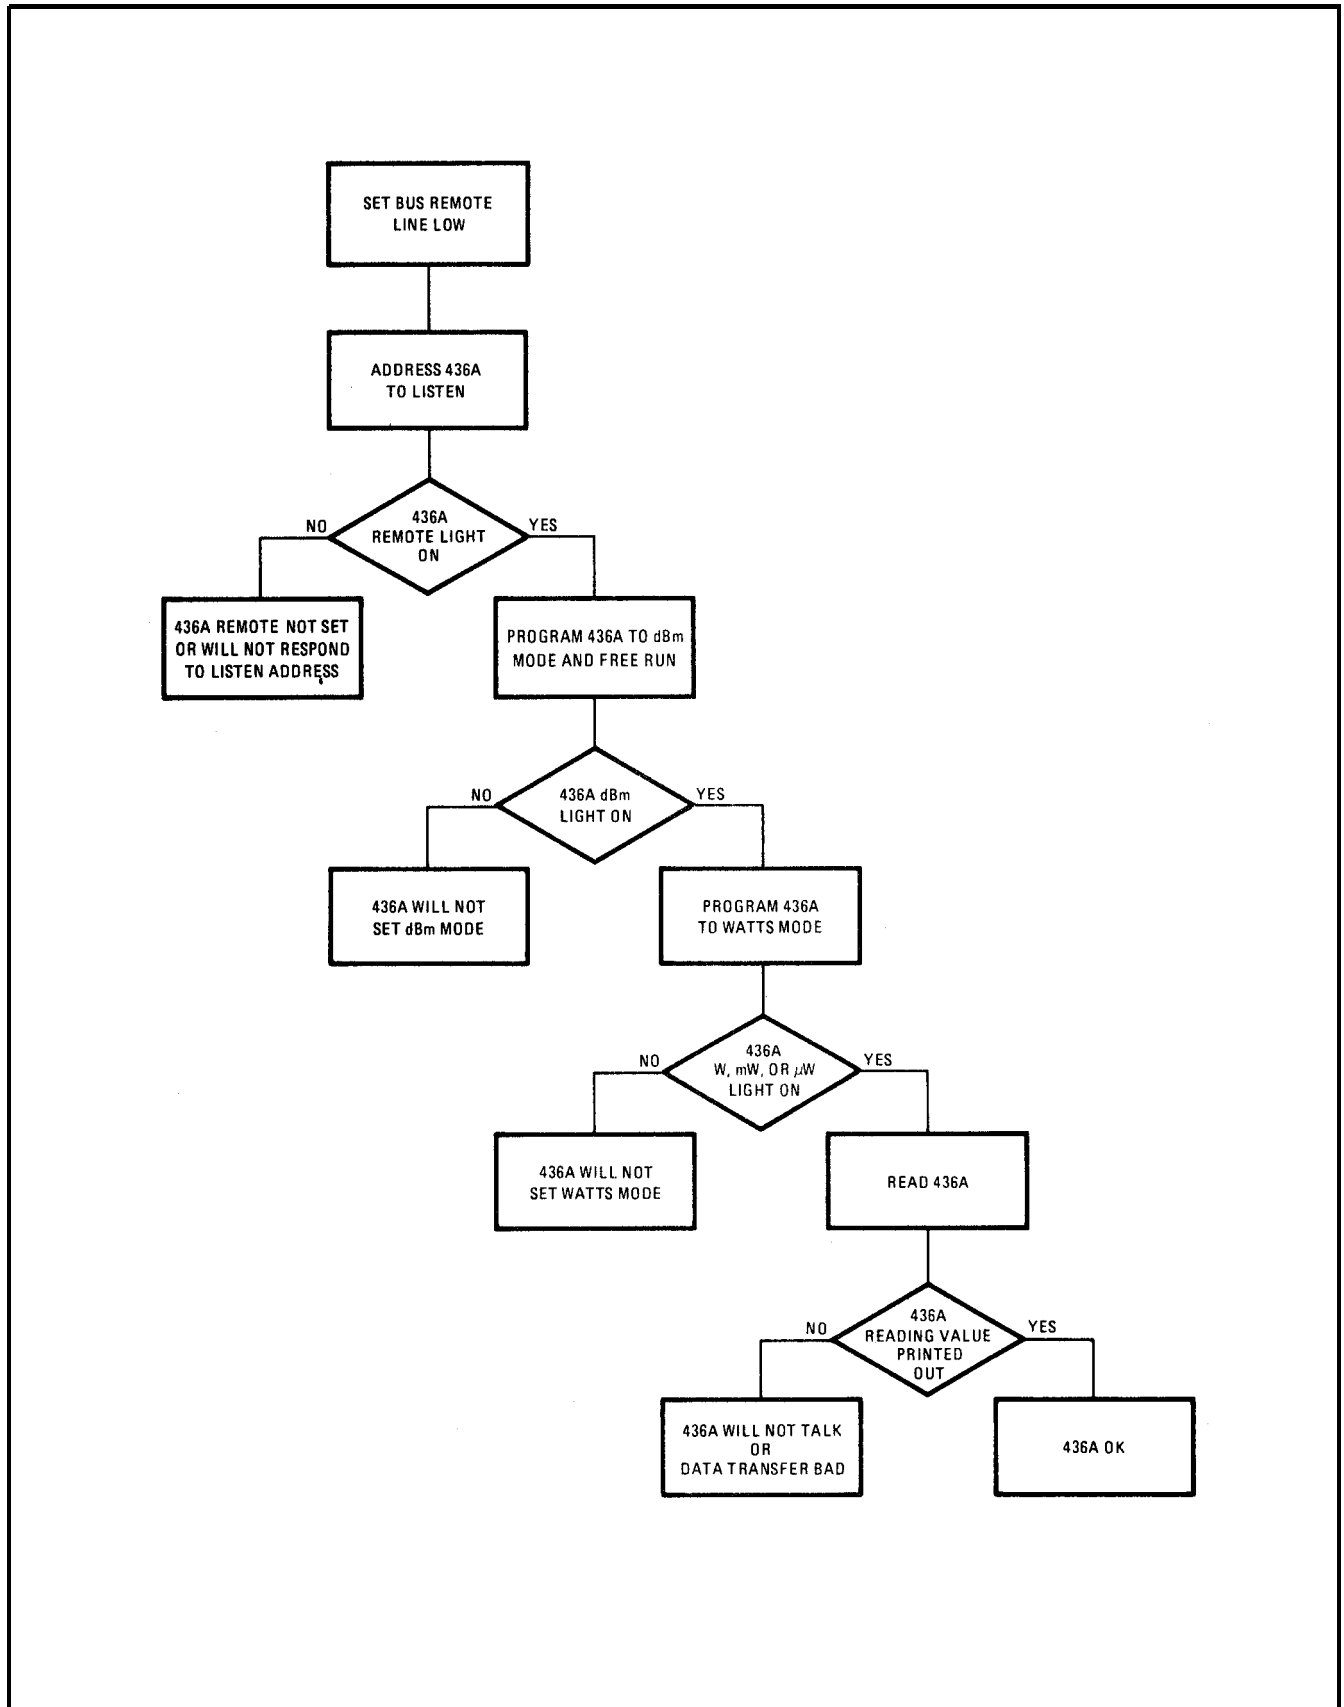 SET BUS REMOTE
LINE LOW
ADDRESS 436A
TO LISTEN
436A
REMOTE LIGHT
ON
NO
YES
436A REMOTE NOT SET
OR WILL NOT RESPOND
TO LISTEN ADDRESS
PROGRAM 436A TO dBm
MODE AND FREE RUN
436A dBm
LIGHT ON
NO
YES
436A WILL NOT
SET dBm MODE
PROGRAM 436A
TO WATTS MODE
436A
W, mW, OR μW
LIGHT ON
NO
YES
436A WILL NOT
SET WATTS MODE
READ 436A
436A
READING VALUE
PRINTED
OUT
NO
YES
436A WILL NOT TALK
OR
DATA TRANSFER BAD
436A OK